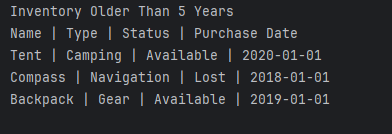 Inventory Older Than 5 Years
Name | Type | Status | Purchase Date
Tent | Camping | Available | 2020-01-01
Compass | Navigation | Lost | 2018-01-01
Backpack | Gear | Available | 2019-01-01